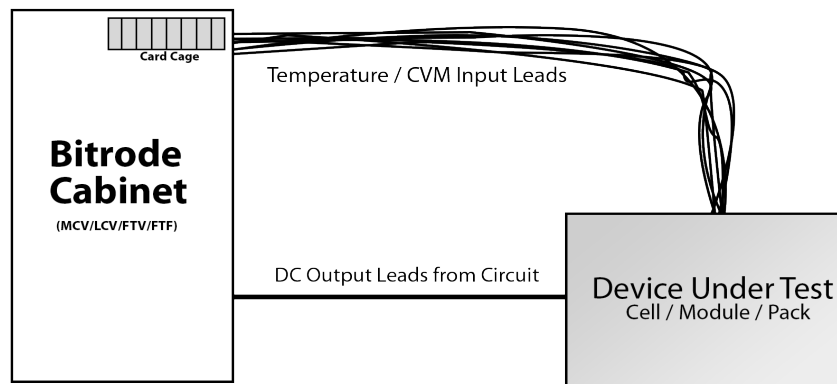 Card Cage
Temperature / CVM Input Leads
Bitrode
Cabinet
(MCV/LCV/FTV/FTF)
DC Output Leads from Circuit
Device Under Test
Cell / Module / Pack